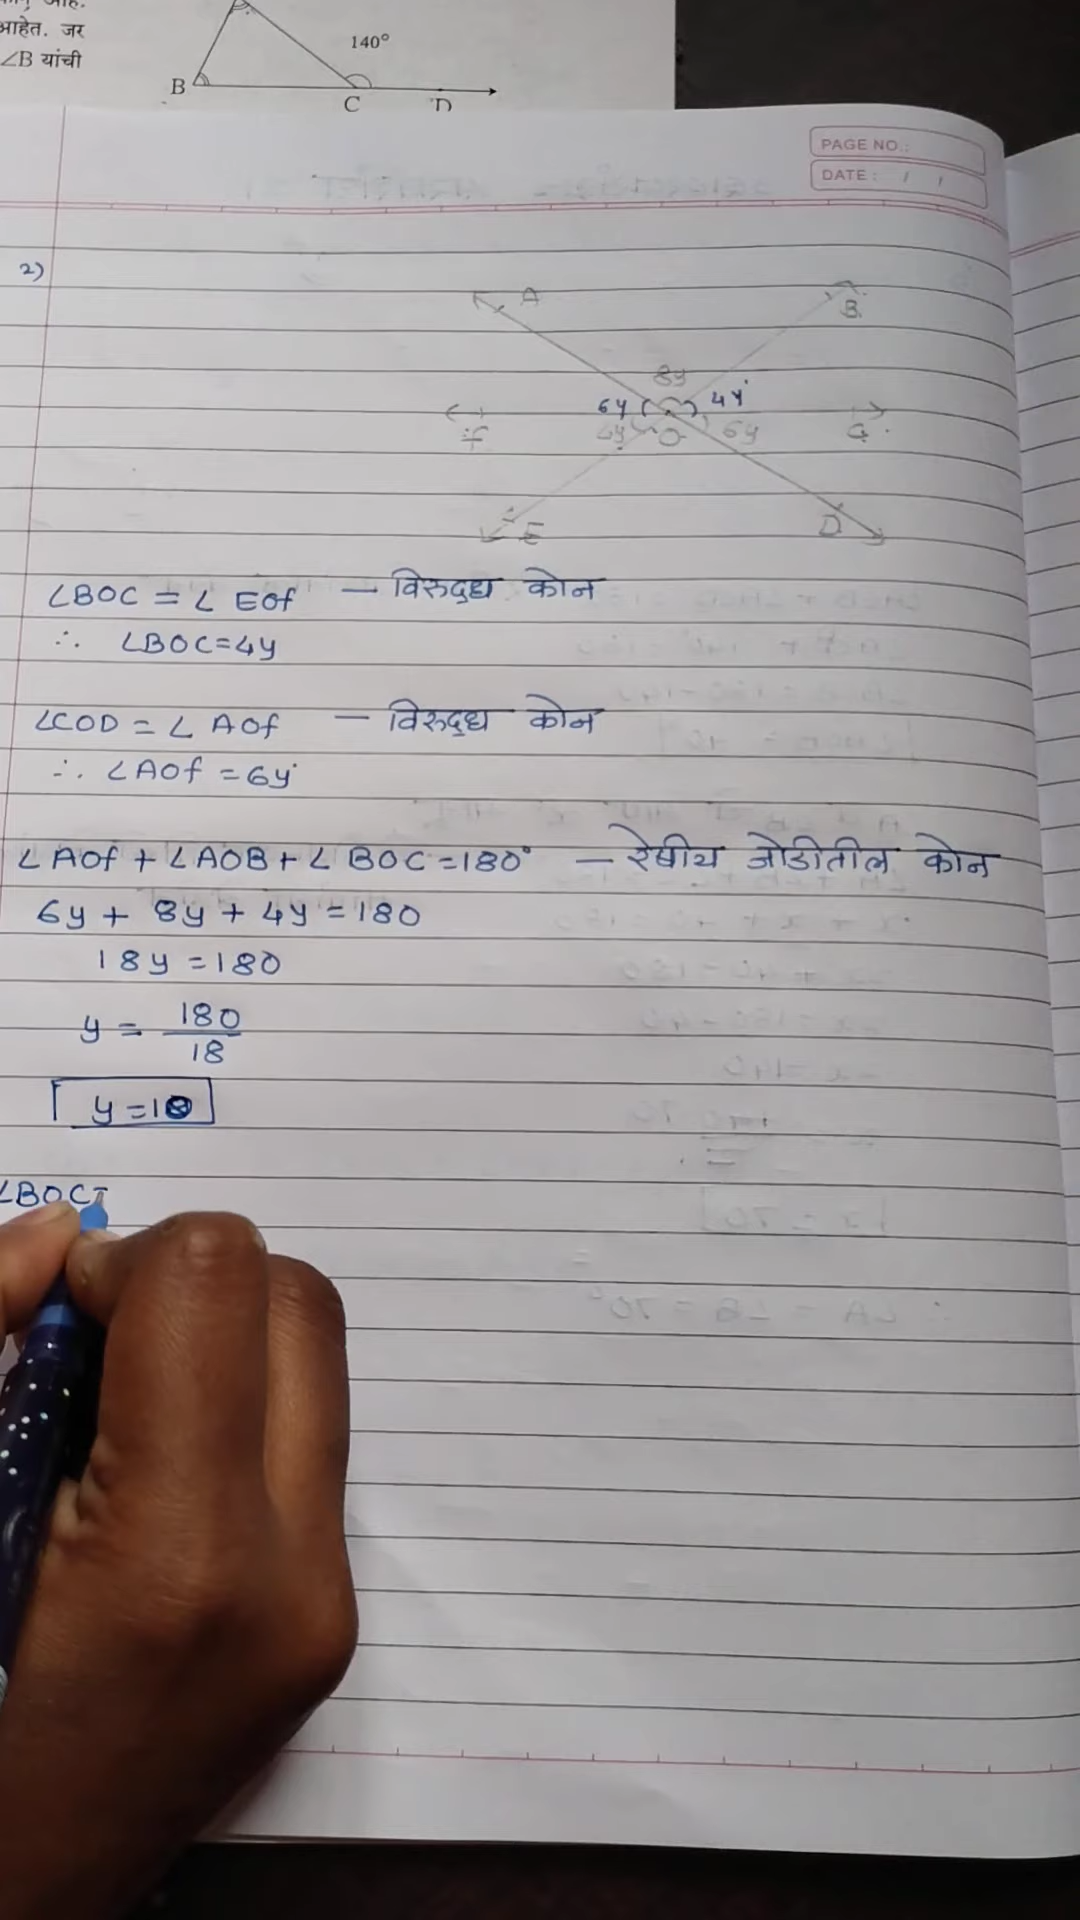 आहेत. जर
∠B यांची
140°
B
C
D
PAGE NO.:
DATE: / /
2)
A
B
8y
6y
4y
f
4y
O
6y
C
E
D
∠BOC = ∠ EOf — विरुद्ध कोन
∴ ∠BOC=4y
∠COD = ∠ AOf — विरुद्ध कोन
∴ ∠AOf = 6y
∠AOf + ∠AOB + ∠ BOC = 180° — रेषीय जोडीतील कोन
6y + 8y + 4y = 180
18y = 180
y = 180/18
y = 10
∠BOC=